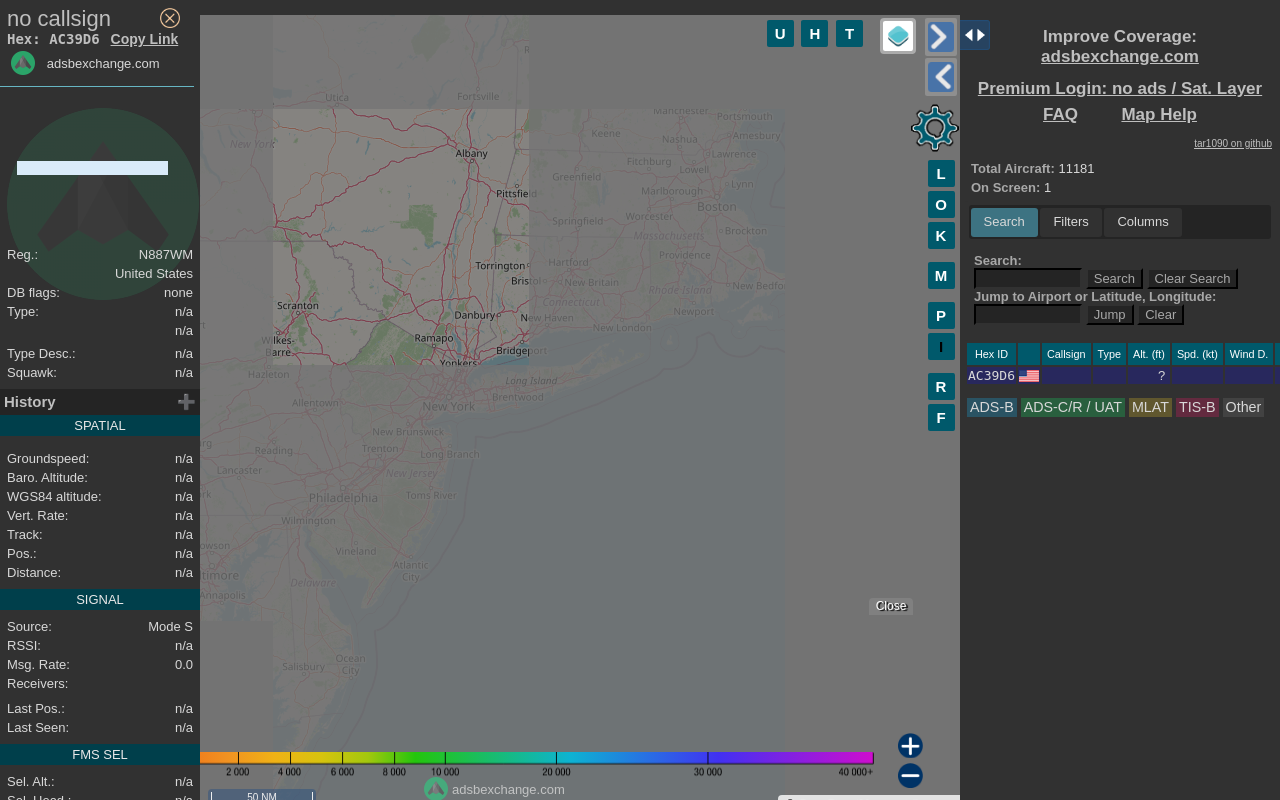 no callsign
Hex: AC39D6 Copy Link
adsbexchange.com
Reg.: N887WM
United States
DB flags: none
Type: n/a
n/a
Type Desc.: n/a
Squawk: n/a
History
SPATIAL
Groundspeed: n/a
Baro. Altitude: n/a
WGS84 altitude: n/a
Vert. Rate: n/a
Track: n/a
Pos.: n/a
Distance: n/a
SIGNAL
Source: Mode S
RSSI: n/a
Msg. Rate: 0.0
Receivers:
Last Pos.: n/a
Last Seen: n/a
FMS SEL
Sel. Alt.: n/a
Sel. Head.: n/a
U H T
L
O
K
M
P
I
R
F
Utica
Fortsville
New York
Albany
Pittsfie
Keene
Manchester
Portsmouth
Nashua
Amesbury
Fitchburg
Lawrence
Lowell
Greenfield
Marlborough
Lynn
Worcester
Boston
Springfield
Massachusetts
Brockton
Providence
Torrington
Hartford
Bristol
New Britain
Rhode Island
New Bedfo
Connecticut
Newport
Scranton
Danbury
New Haven
New London
Wilkes-
Barre
Ramapo
Bridgeport
Yonkers
Hazleton
Long Island
Brentwood
Allentown
New York
New Brunswick
Reading
Trenton
Long Branch
Lancaster
New Jersey
rk
Philadelphia
Toms River
Wilmington
owson
Vineland
timore
Atlantic
City
Delaware
Annapolis
Salisbury
Ocean
City
Close
2 000 4 000 6 000 8 000 10 000 20 000 30 000 40 000+
adsbexchange.com
50 NM
Improve Coverage:
adsbexchange.com
Premium Login: no ads / Sat. Layer
FAQ Map Help
tar1090 on github
Total Aircraft: 11181
On Screen: 1
Search Filters Columns
Search:
Search Clear Search
Jump to Airport or Latitude, Longitude:
Jump Clear
Hex ID Callsign Type Alt. (ft) Spd. (kt) Wind D.
AC39D6 ?
ADS-B ADS-C/R / UAT MLAT TIS-B Other